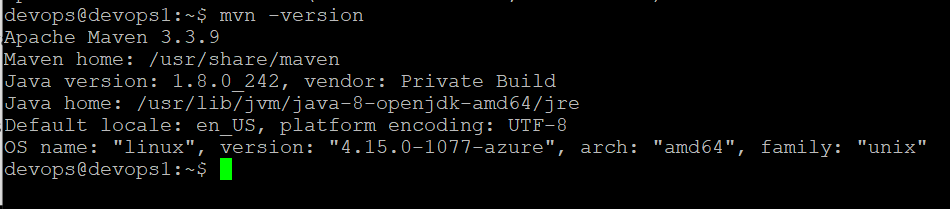 devops@devops1:~$ mvn -version
Apache Maven 3.3.9
Maven home: /usr/share/maven
Java version: 1.8.0_242, vendor: Private Build
Java home: /usr/lib/jvm/java-8-openjdk-amd64/jre
Default locale: en_US, platform encoding: UTF-8
OS name: "linux", version: "4.15.0-1077-azure", arch: "amd64", family: "unix"
devops@devops1:~$